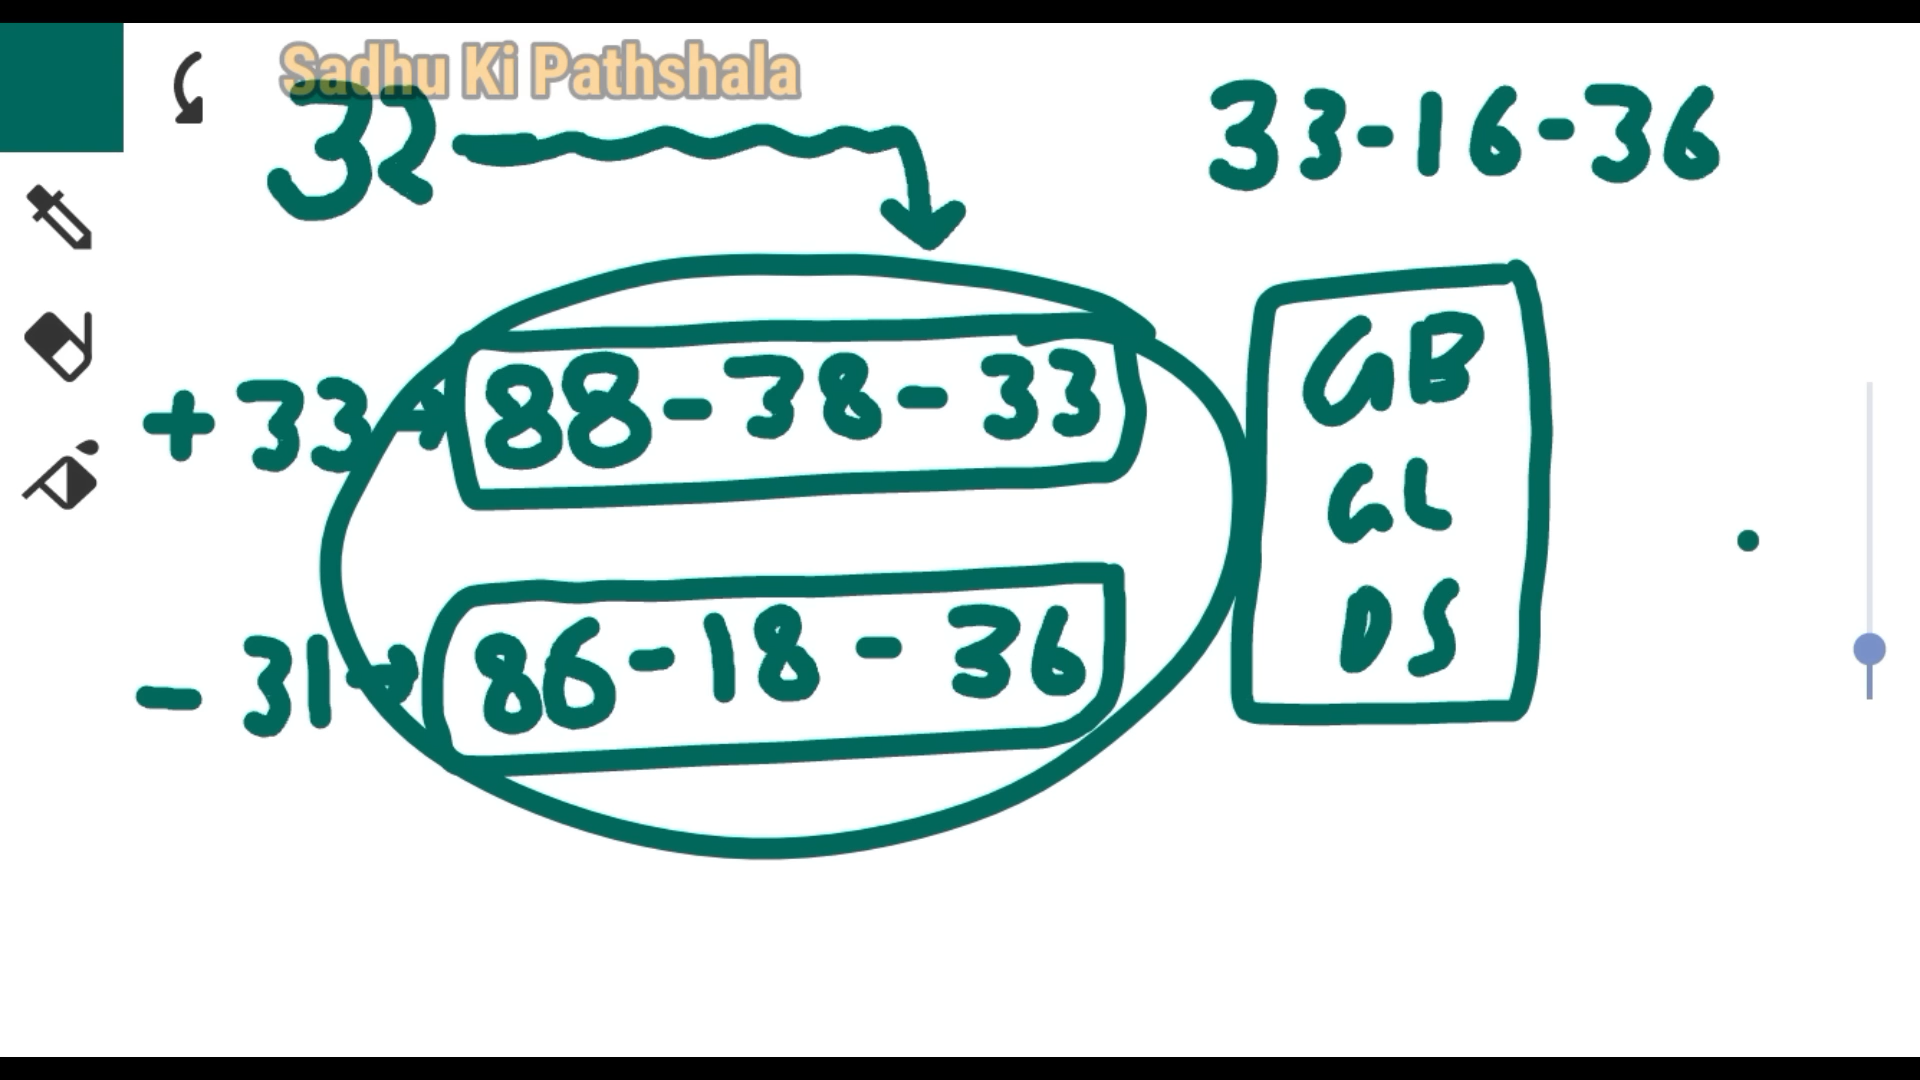 Sadhu Ki Pathshala
32
33-16-36
+33 → 88-38-33
-31 → 86-18-36
GB
GL
DS